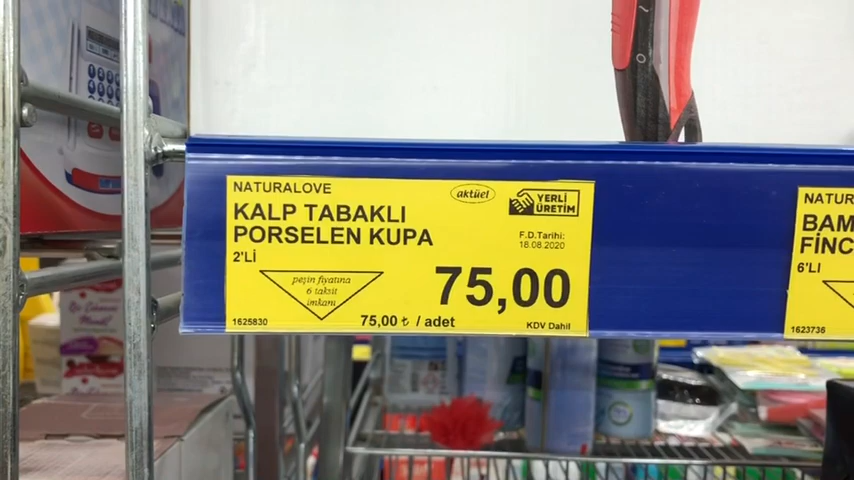 NATURALOVE
aktüel
YERLİ
ÜRETİM
KALP TABAKLI
PORSELEN KUPA
2'Lİ
F.D.Tarihi:
18.08.2020
peşin fiyatına
6 taksit
imkanı
75,00
1625830
75,00 ₺ / adet
KDV Dahil
NATUR
BAM
FİNC
6'LI
1623736